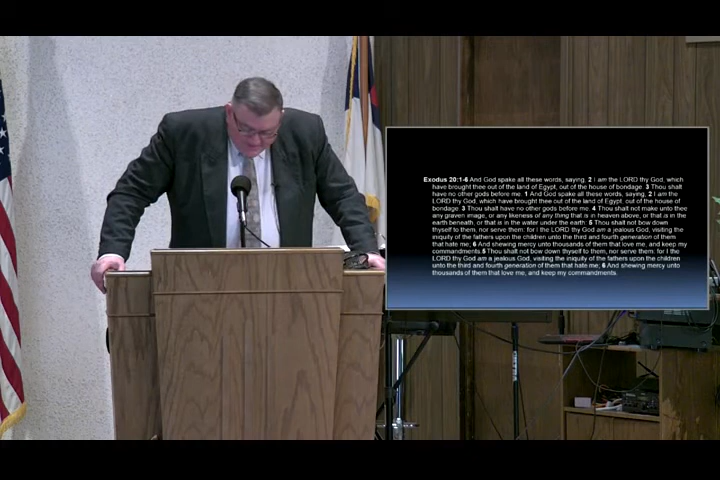 Exodus 20:1-6 And God spake all these words, saying, 2 I am the LORD thy God, which
have brought thee out of the land of Egypt, out of the house of bondage. 3 Thou shalt
have no other gods before me. 1 And God spake all these words, saying, 2 I am the
LORD thy God, which have brought thee out of the land of Egypt, out of the house of
bondage. 3 Thou shalt have no other gods before me. 4 Thou shalt not make unto thee
any graven image, or any likeness of any thing that is in heaven above, or that is in the
earth beneath, or that is in the water under the earth: 5 Thou shalt not bow down
thyself to them, nor serve them: for I the LORD thy God am a jealous God, visiting the
iniquity of the fathers upon the children unto the third and fourth generation of them
that hate me; 6 And shewing mercy unto thousands of them that love me, and keep my
commandments.5 Thou shalt not bow down thyself to them, nor serve them: for I the
LORD thy God am a jealous God, visiting the iniquity of the fathers upon the children
unto the third and fourth generation of them that hate me; 6 And shewing mercy unto
thousands of them that love me, and keep my commandments.